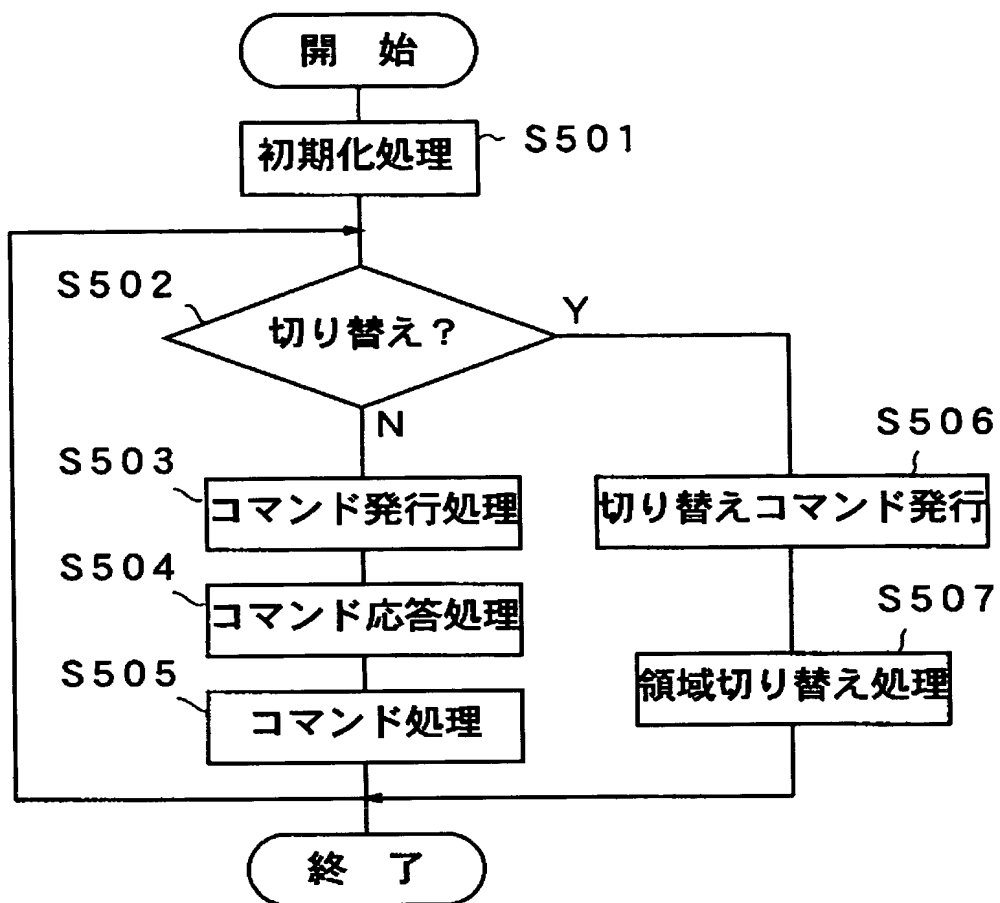 開　始
初期化処理
S501
S502
切り替え？
Y
N
S503
コマンド発行処理
S504
コマンド応答処理
S505
コマンド処理
S506
切り替えコマンド発行
S507
領域切り替え処理
終　了